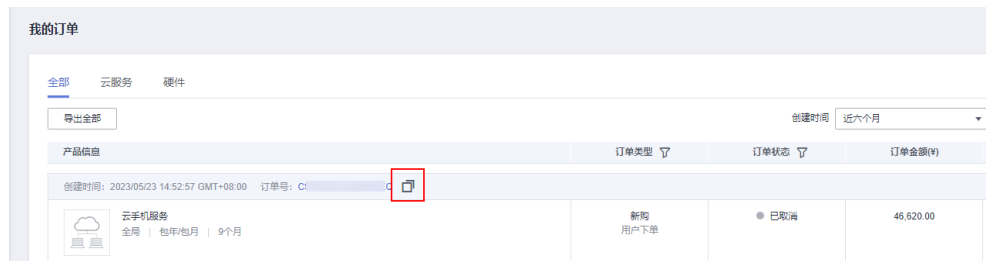 我的订单
全部 云服务 硬件
导出全部 创建时间 近六个月
产品信息 订单类型 订单状态 订单金额(¥)
创建时间：2023/05/23 14:52:57 GMT+08:00 订单号：
云手机服务 新购 已取消 46,620.00
全局 | 包年/包月 | 9个月 用户下单